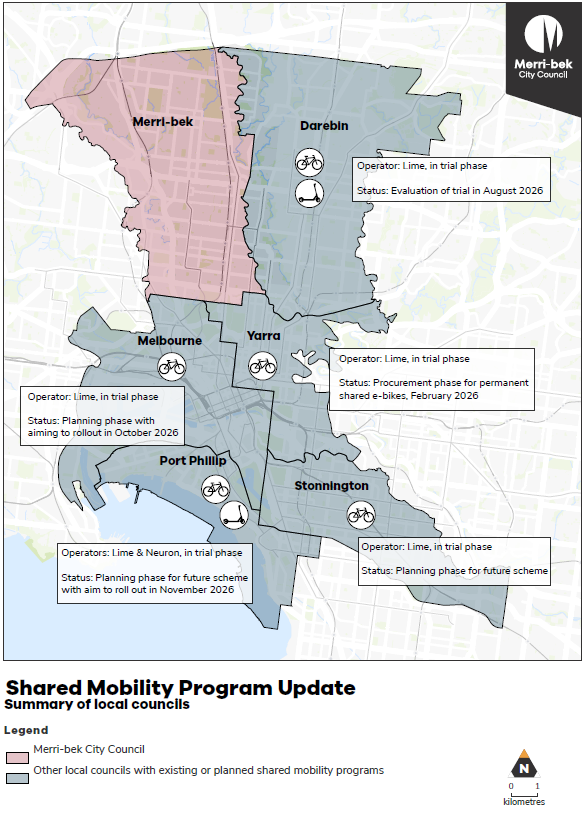 Merri-bek
City Council
Merri-bek
Darebin
Operator: Lime, in trial phase
Status: Evaluation of trial in August 2026
Melbourne
Yarra
Operator: Lime, in trial phase
Status: Procurement phase for permanent
shared e-bikes, February 2026
Operator: Lime, in trial phase
Status: Planning phase with
aiming to rollout in October 2026
Port Phillip
Stonnington
Operators: Lime & Neuron, in trial phase
Status: Planning phase for future scheme
with aim to roll out in November 2026
Operator: Lime, in trial phase
Status: Planning phase for future scheme
Shared Mobility Program Update
Summary of local councils
Legend
Merri-bek City Council
Other local councils with existing or planned shared mobility programs
N
0 1
kilometres